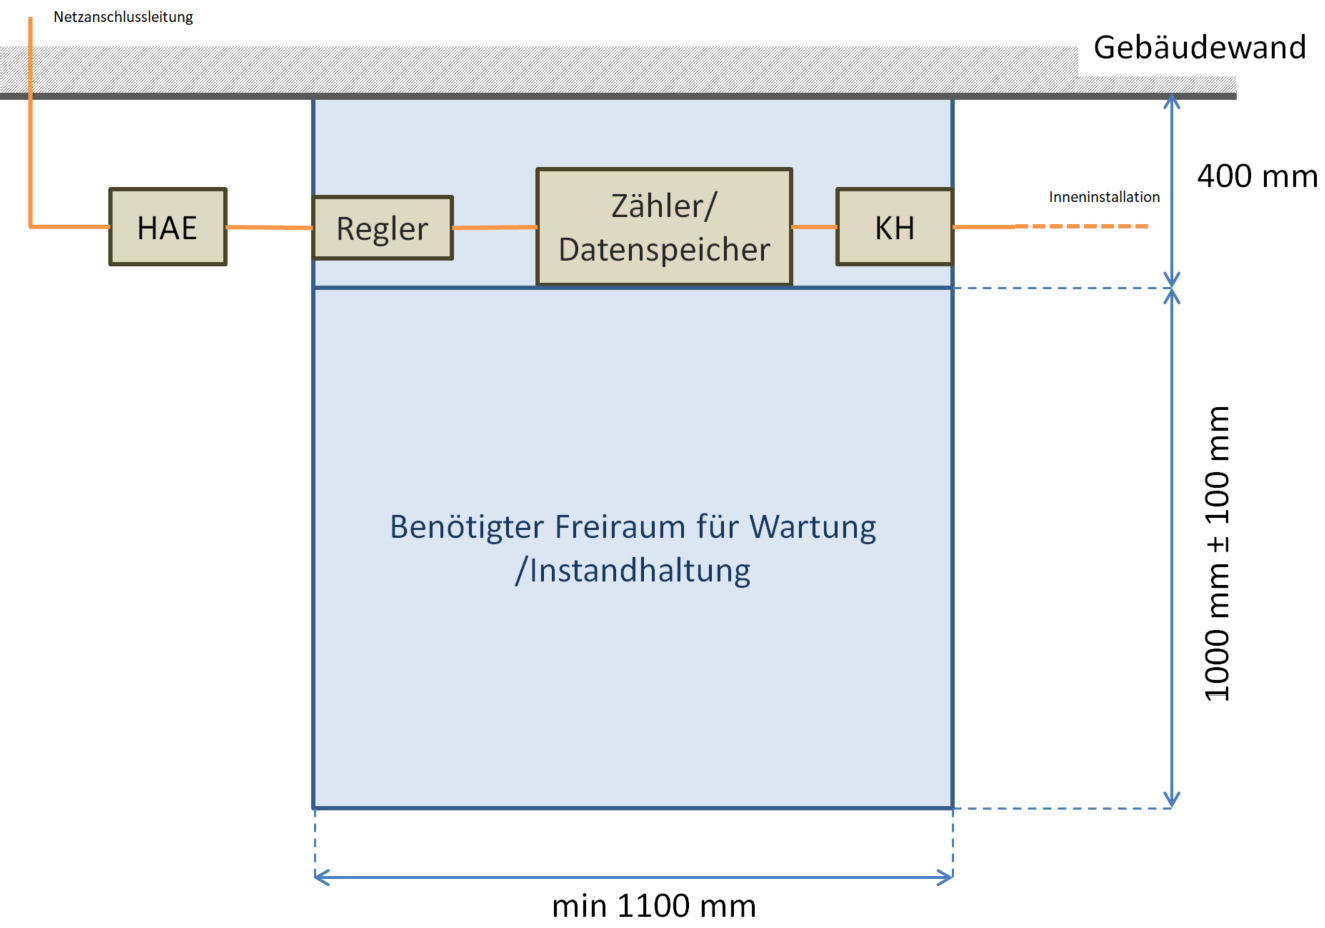 Netzanschlussleitung
Gebäudewand
400 mm
HAE
Regler
Zähler/
Datenspeicher
KH
Inneninstallation
Benötigter Freiraum für Wartung
/Instandhaltung
1000 mm ± 100 mm
min 1100 mm